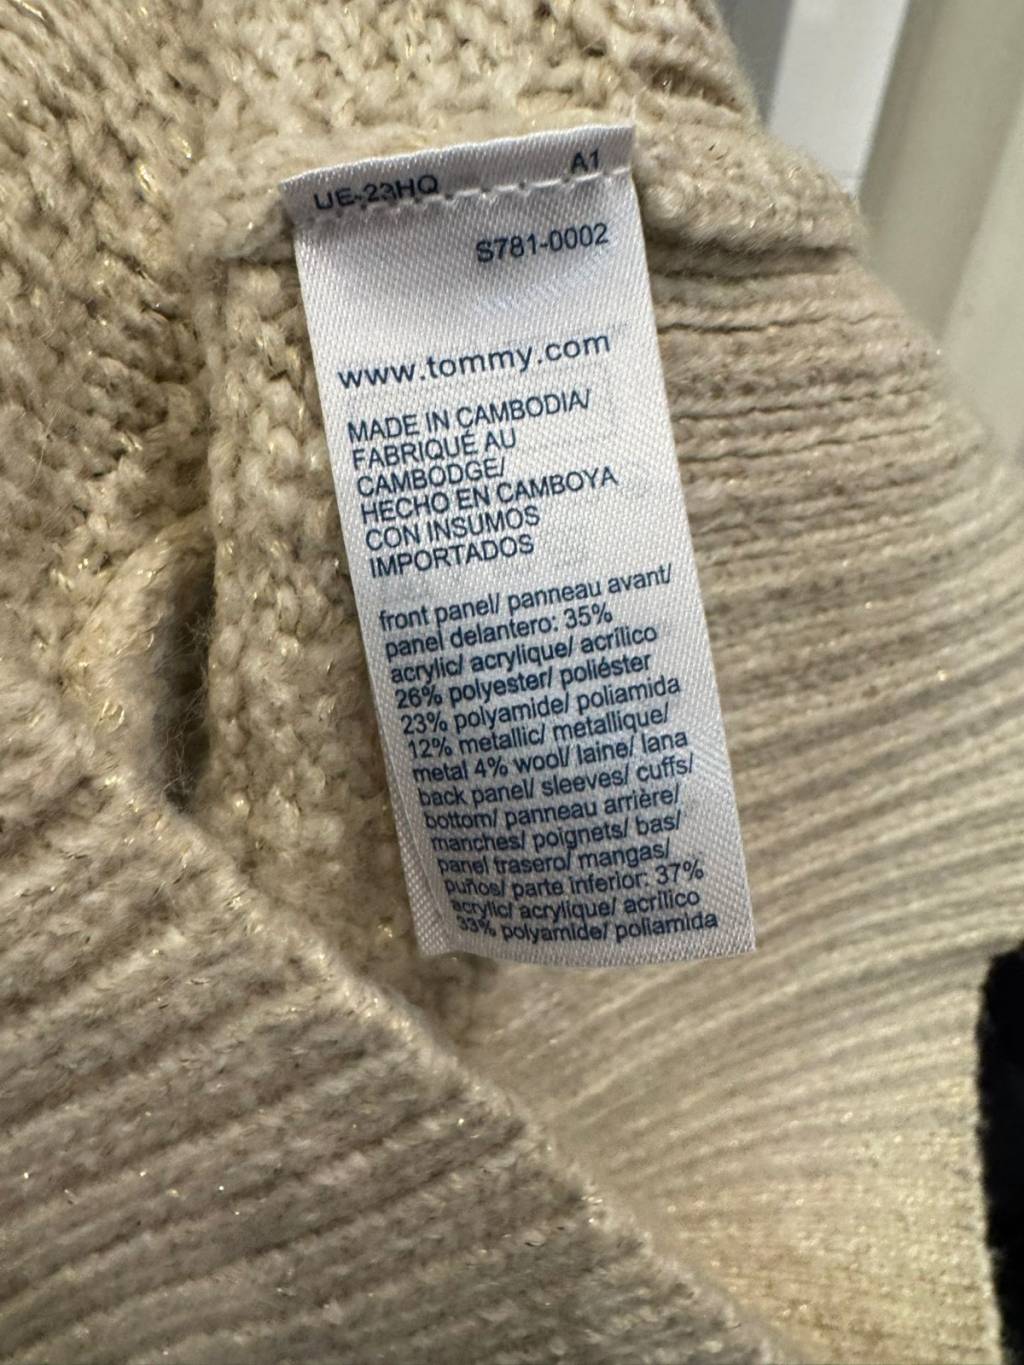 UE-23HQ A1
S781-0002
www.tommy.com
MADE IN CAMBODIA/
FABRIQUÉ AU
CAMBODGE/
HECHO EN CAMBOYA
CON INSUMOS
IMPORTADOS
front panel/ panneau avant/
panel delantero: 35%
acrylic/ acrylique/ acrílico
26% polyester/ poliéster
23% polyamide/ poliamida
12% metallic/ metallique/
metal 4% wool/ laine/ lana
back panel/ sleeves/ cuffs/
bottom/ panneau arrière/
manches/ poignets/ bas/
panel trasero/ mangas/
puños/ parte inferior: 37%
acrylic/ acrylique/ acrílico
33% polyamide/ poliamida